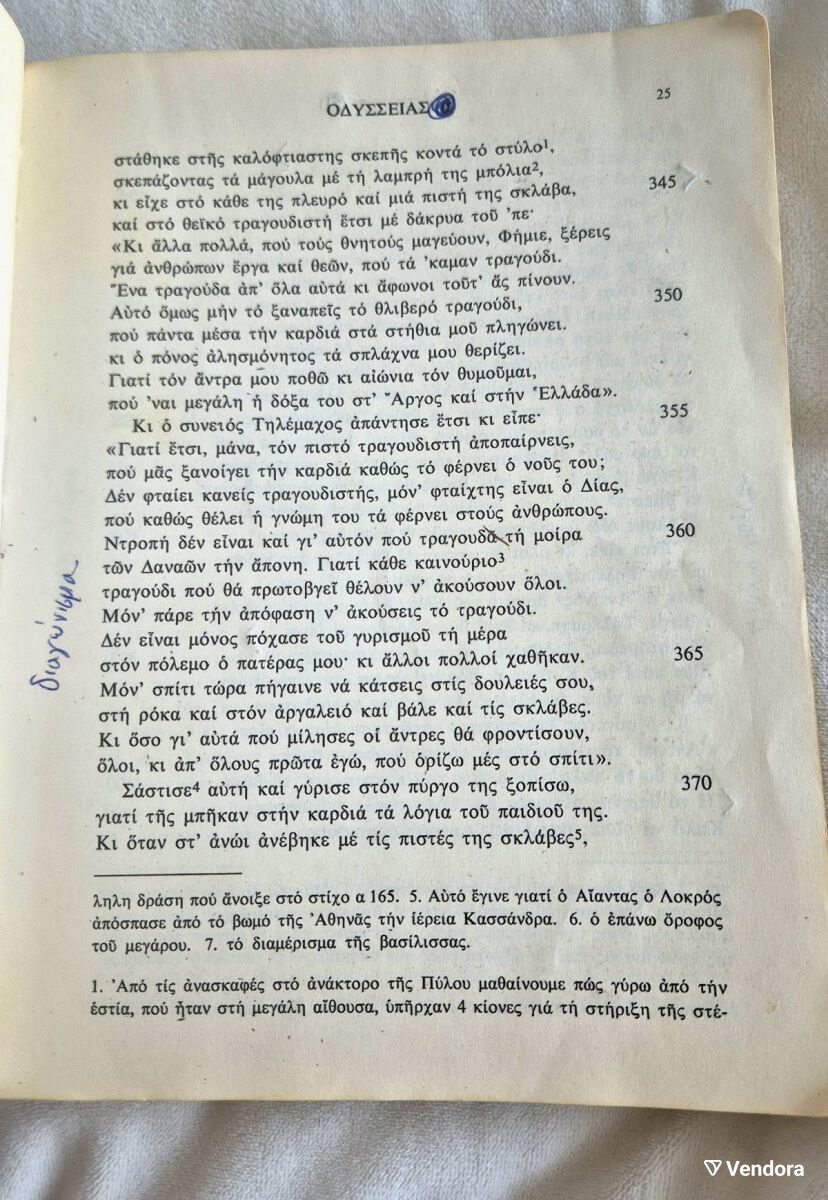 ΟΔΥΣΣΕΙΑΣ
25
στάθηκε στῆς καλόφτιαστης σκεπῆς κοντά τό στύλο¹,
σκεπάζοντας τά μάγουλα μέ τή λαμπρή της μπόλια²,
κι εἶχε στό κάθε της πλευρό καί μιά πιστή της σκλάβα, 345
καί στό θεϊκό τραγουδιστή ἔτσι μέ δάκρυα τοῦ 'πε·
«Κι ἄλλα πολλά, πού τούς θνητούς μαγεύουν, Φήμιε, ξέρεις
γιά ἀνθρώπων ἔργα καί θεῶν, πού τά 'καμαν τραγούδι.
Ἕνα τραγούδα ἀπ' ὅλα αὐτά κι ἄφωνοι τοῦτ' ἄς πίνουν.
Αὐτό ὅμως μήν τό ξαναπεῖς τό θλιβερό τραγούδι, 350
πού πάντα μέσα τήν καρδιά στά στήθια μοῦ πληγώνει.
κι ὁ πόνος ἀλησμόνητος τά σπλάχνα μου θερίζει.
Γιατί τόν ἄντρα μου ποθῶ κι αἰώνια τόν θυμοῦμαι,
πού 'ναι μεγάλη ἡ δόξα του στ' Ἄργος καί στήν Ἑλλάδα».
Κι ὁ συνειός Τηλέμαχος ἀπάντησε ἔτσι κι εἶπε· 355
«Γιατί ἔτσι, μάνα, τόν πιστό τραγουδιστή ἀποπαίρνεις,
πού μᾶς ξανοίγει τήν καρδιά καθώς τό φέρνει ὁ νοῦς του;
Δέν φταίει κανείς τραγουδιστής, μόν' φταίχτης εἶναι ὁ Δίας,
πού καθώς θέλει ἡ γνώμη του τά φέρνει στούς ἀνθρώπους.
Ντροπή δέν εἶναι καί γι' αὐτόν πού τραγουδᾶ τή μοίρα 360
τῶν Δαναῶν τήν ἄπονη. Γιατί κάθε καινούριο³
τραγούδι πού θά πρωτοβγεῖ θέλουν ν' ἀκούσουν ὅλοι.
Μόν' πάρε τήν ἀπόφαση ν' ἀκούσεις τό τραγούδι.
Δέν εἶναι μόνος πὄχασε τοῦ γυρισμοῦ τή μέρα
στόν πόλεμο ὁ πατέρας μου· κι ἄλλοι πολλοί χαθῆκαν. 365
Μόν' σπίτι τώρα πήγαινε νά κάτσεις στίς δουλειές σου,
στή ρόκα καί στόν ἀργαλειό καί βάλε καί τίς σκλάβες.
Κι ὅσο γι' αὐτά πού μίλησες οἱ ἄντρες θά φροντίσουν,
ὅλοι, κι ἀπ' ὅλους πρῶτα ἐγώ, πού ὁρίζω μές στό σπίτι».
Σάστισε⁴ αὐτή καί γύρισε στόν πύργο της ξοπίσω, 370
γιατί τῆς μπῆκαν στήν καρδιά τά λόγια τοῦ παιδιοῦ της.
Κι ὅταν στ' ἀνώι ἀνέβηκε μέ τίς πιστές της σκλάβες⁵,
διαγώνισμα
ληλη δράση πού ἄνοιξε στό στίχο α 165. 5. Αὐτό ἔγινε γιατί ὁ Αἴαντας ὁ Λοκρός
ἀπόσπασε ἀπό τό βωμό τῆς Ἀθηνᾶς τήν ἱέρεια Κασσάνδρα. 6. ὁ ἐπάνω ὄροφος
τοῦ μεγάρου. 7. τό διαμέρισμα τῆς βασίλισσας.
1. Ἀπό τίς ἀνασκαφές στό ἀνάκτορο τῆς Πύλου μαθαίνουμε πώς γύρω ἀπό τήν
ἑστία, πού ἦταν στή μεγάλη αἴθουσα, ὑπῆρχαν 4 κίονες γιά τή στήριξη τῆς στέ-
Vendora